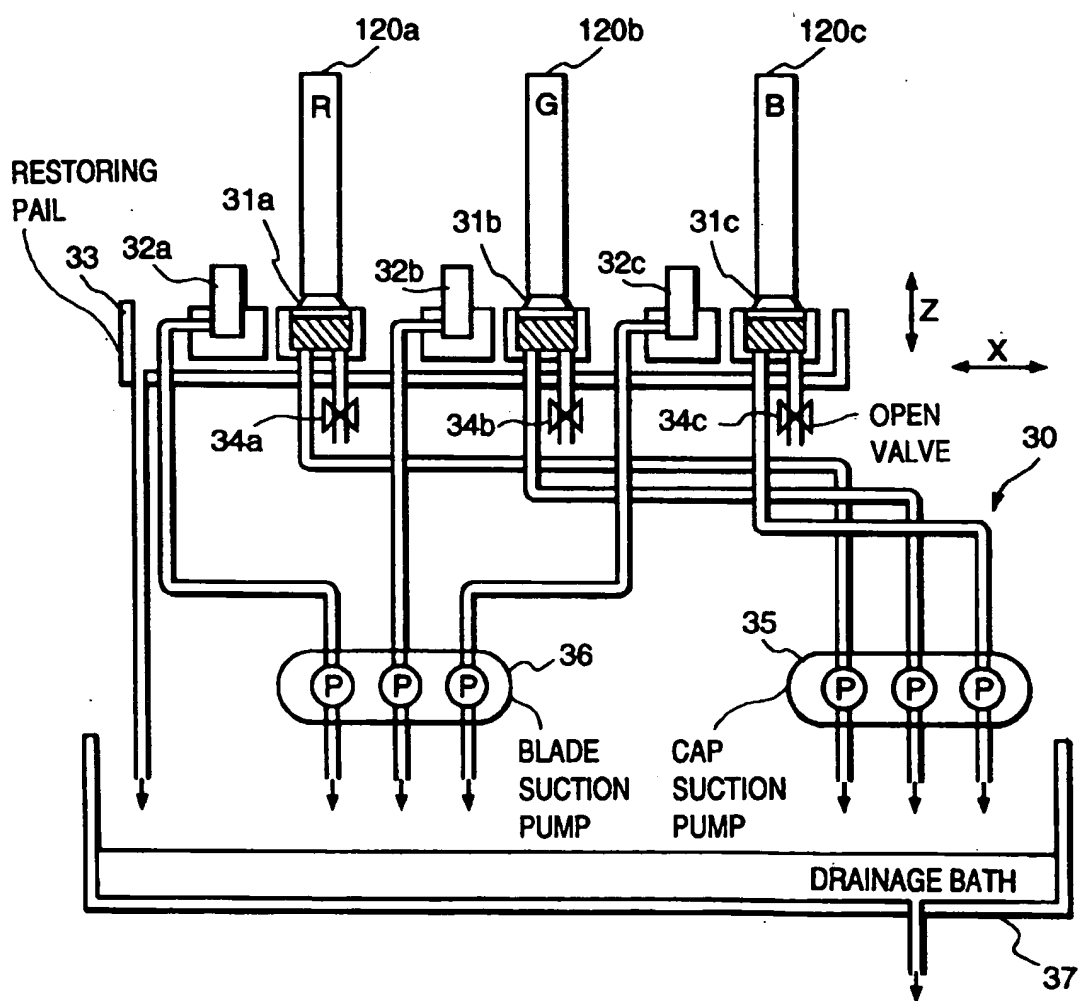 120a
120b
120c
R
G
B
RESTORING
PAIL
31a
31b
31c
33
32a
32b
32c
Z
X
34a
34b
34c
OPEN
VALVE
30
36
35
P
P
P
P
P
P
BLADE
SUCTION
PUMP
CAP
SUCTION
PUMP
DRAINAGE BATH
37